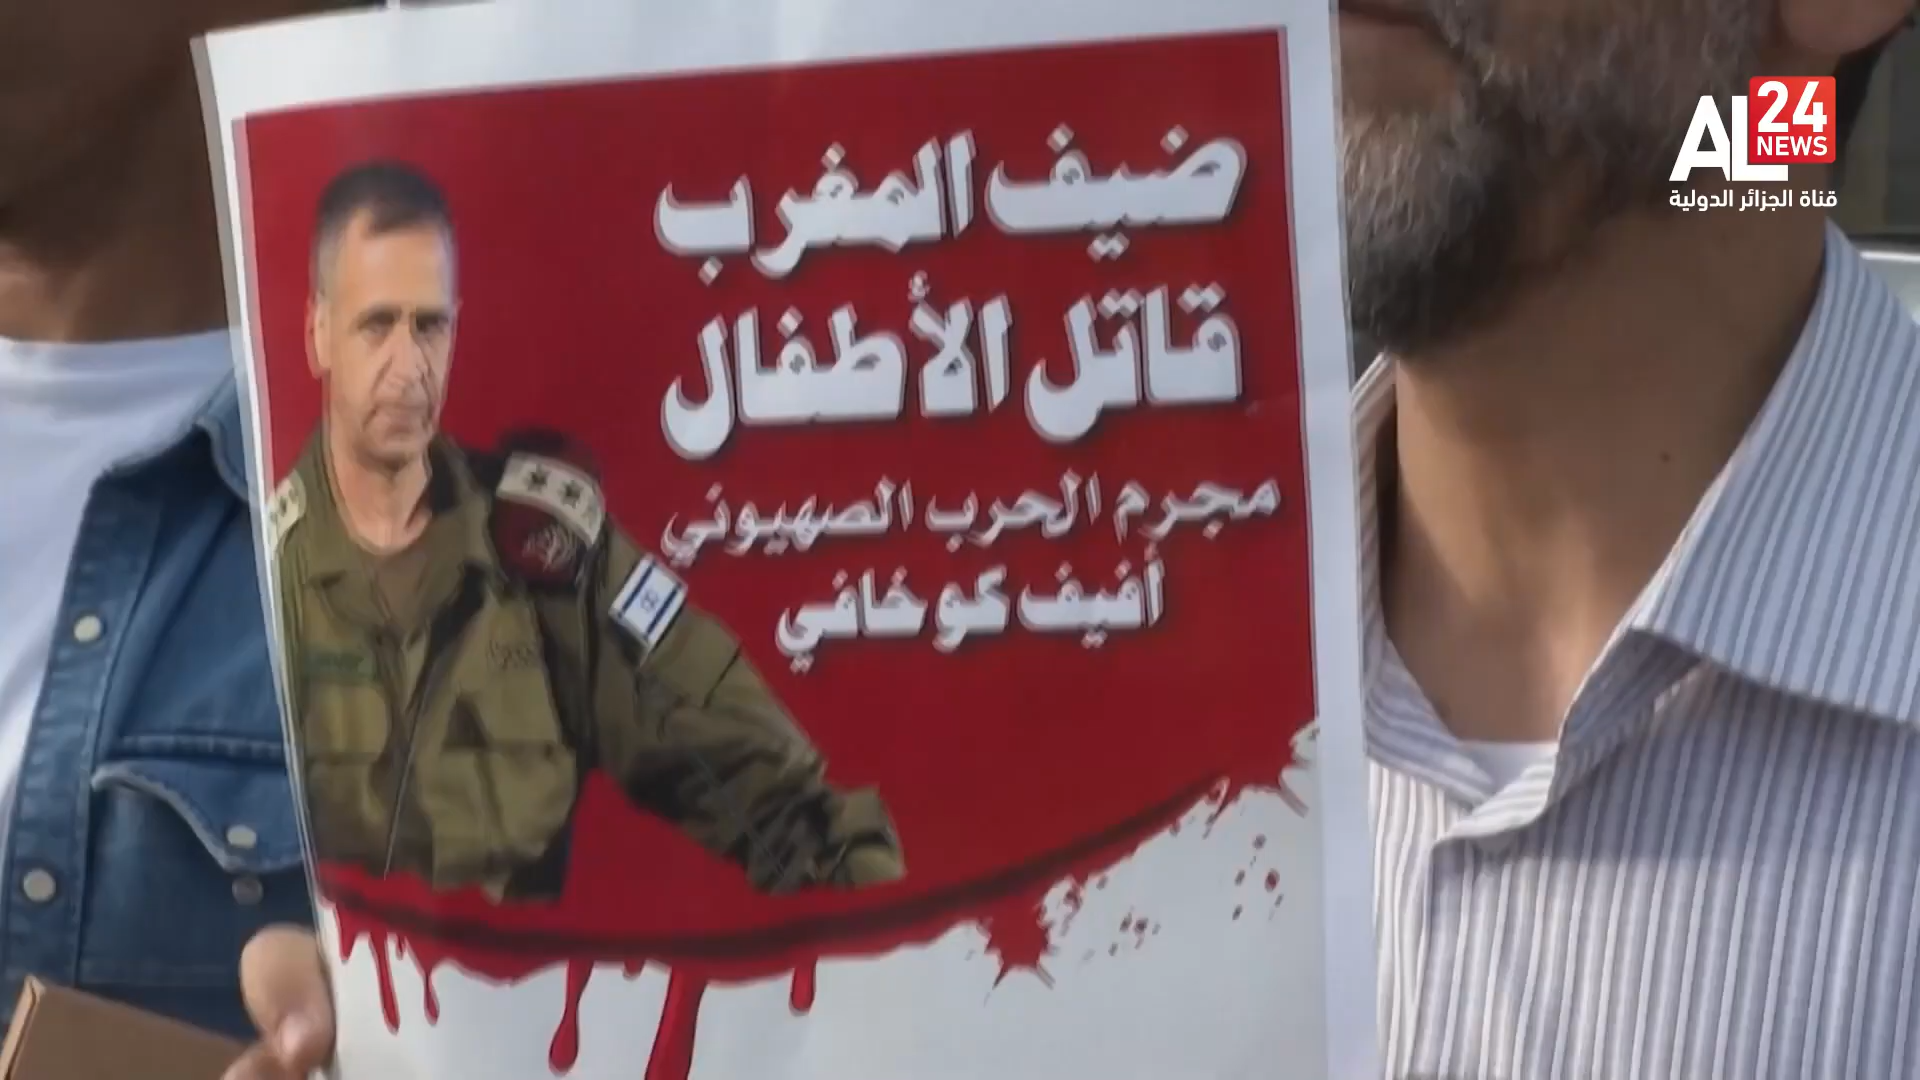 ضيف المغرب
قاتل الأطفال
مجرم الحرب الصهيوني
أفيف كوخافي
AL
24
NEWS
قناة الجزائر الدولية